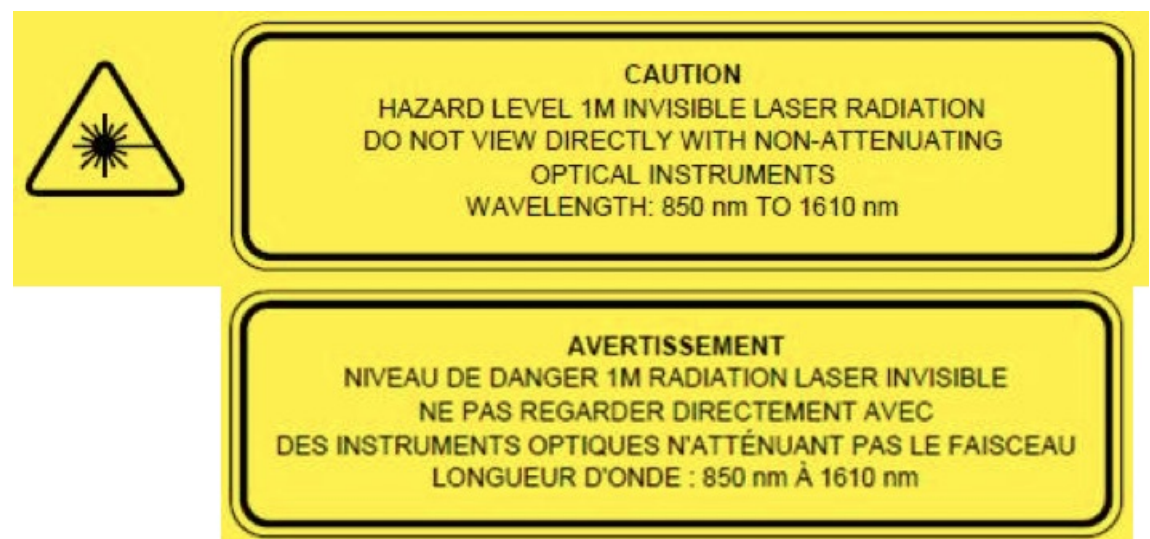 CAUTION
HAZARD LEVEL 1M INVISIBLE LASER RADIATION
DO NOT VIEW DIRECTLY WITH NON-ATTENUATING
OPTICAL INSTRUMENTS
WAVELENGTH: 850 nm TO 1610 nm
AVERTISSEMENT
NIVEAU DE DANGER 1M RADIATION LASER INVISIBLE
NE PAS REGARDER DIRECTEMENT AVEC
DES INSTRUMENTS OPTIQUES N'ATTÉNUANT PAS LE FAISCEAU
LONGUEUR D'ONDE : 850 nm À 1610 nm